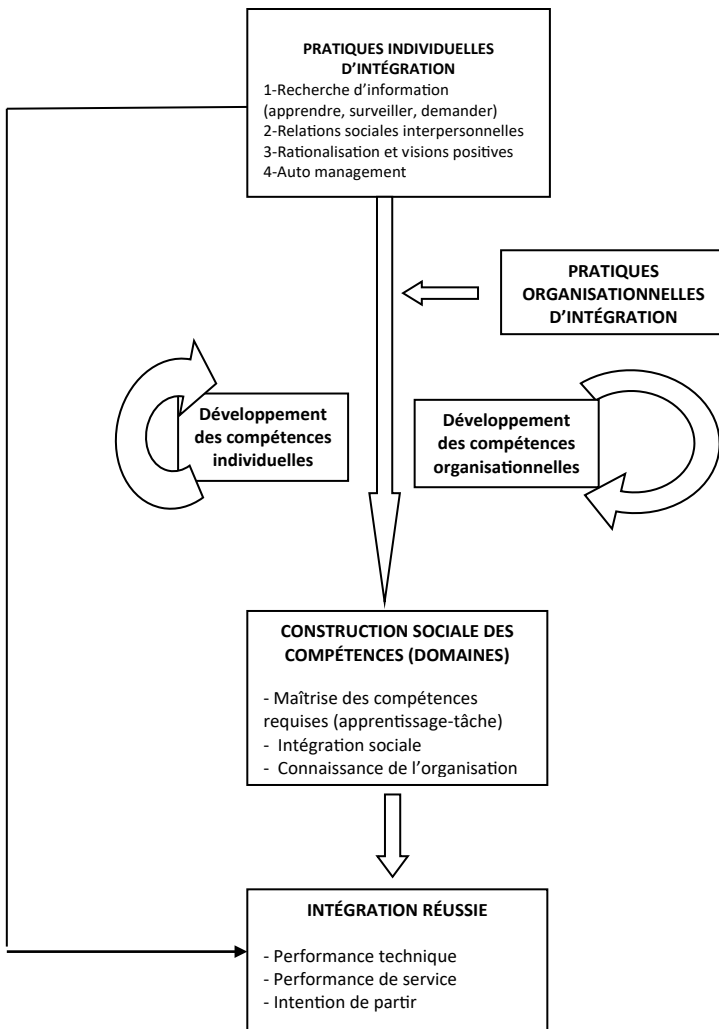 PRATIQUES INDIVIDUELLES
D’INTÉGRATION
1-Recherche d’information
(apprendre, surveiller, demander)
2-Relations sociales interpersonnelles
3-Rationalisation et visions positives
4-Auto management
PRATIQUES
ORGANISATIONNELLES
D’INTÉGRATION
Développement
des compétences
individuelles
Développement
des compétences
organisationnelles
CONSTRUCTION SOCIALE DES
COMPÉTENCES (DOMAINES)
- Maîtrise des compétences
requises (apprentissage-tâche)
- Intégration sociale
- Connaissance de l’organisation
INTÉGRATION RÉUSSIE
- Performance technique
- Performance de service
- Intention de partir